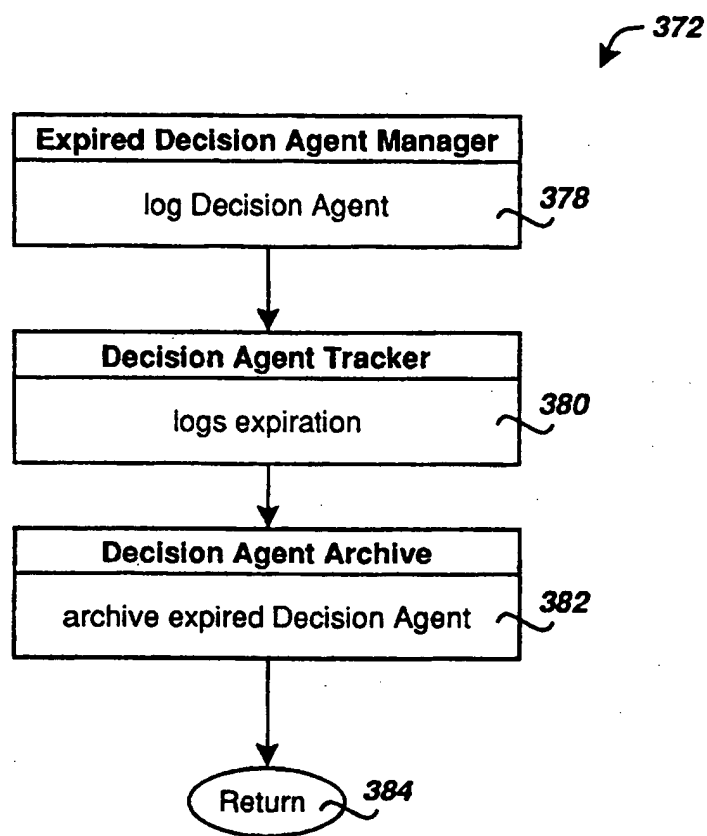 372
Expired Decision Agent Manager
log Decision Agent
378
Decision Agent Tracker
logs expiration
380
Decision Agent Archive
archive expired Decision Agent
382
Return
384